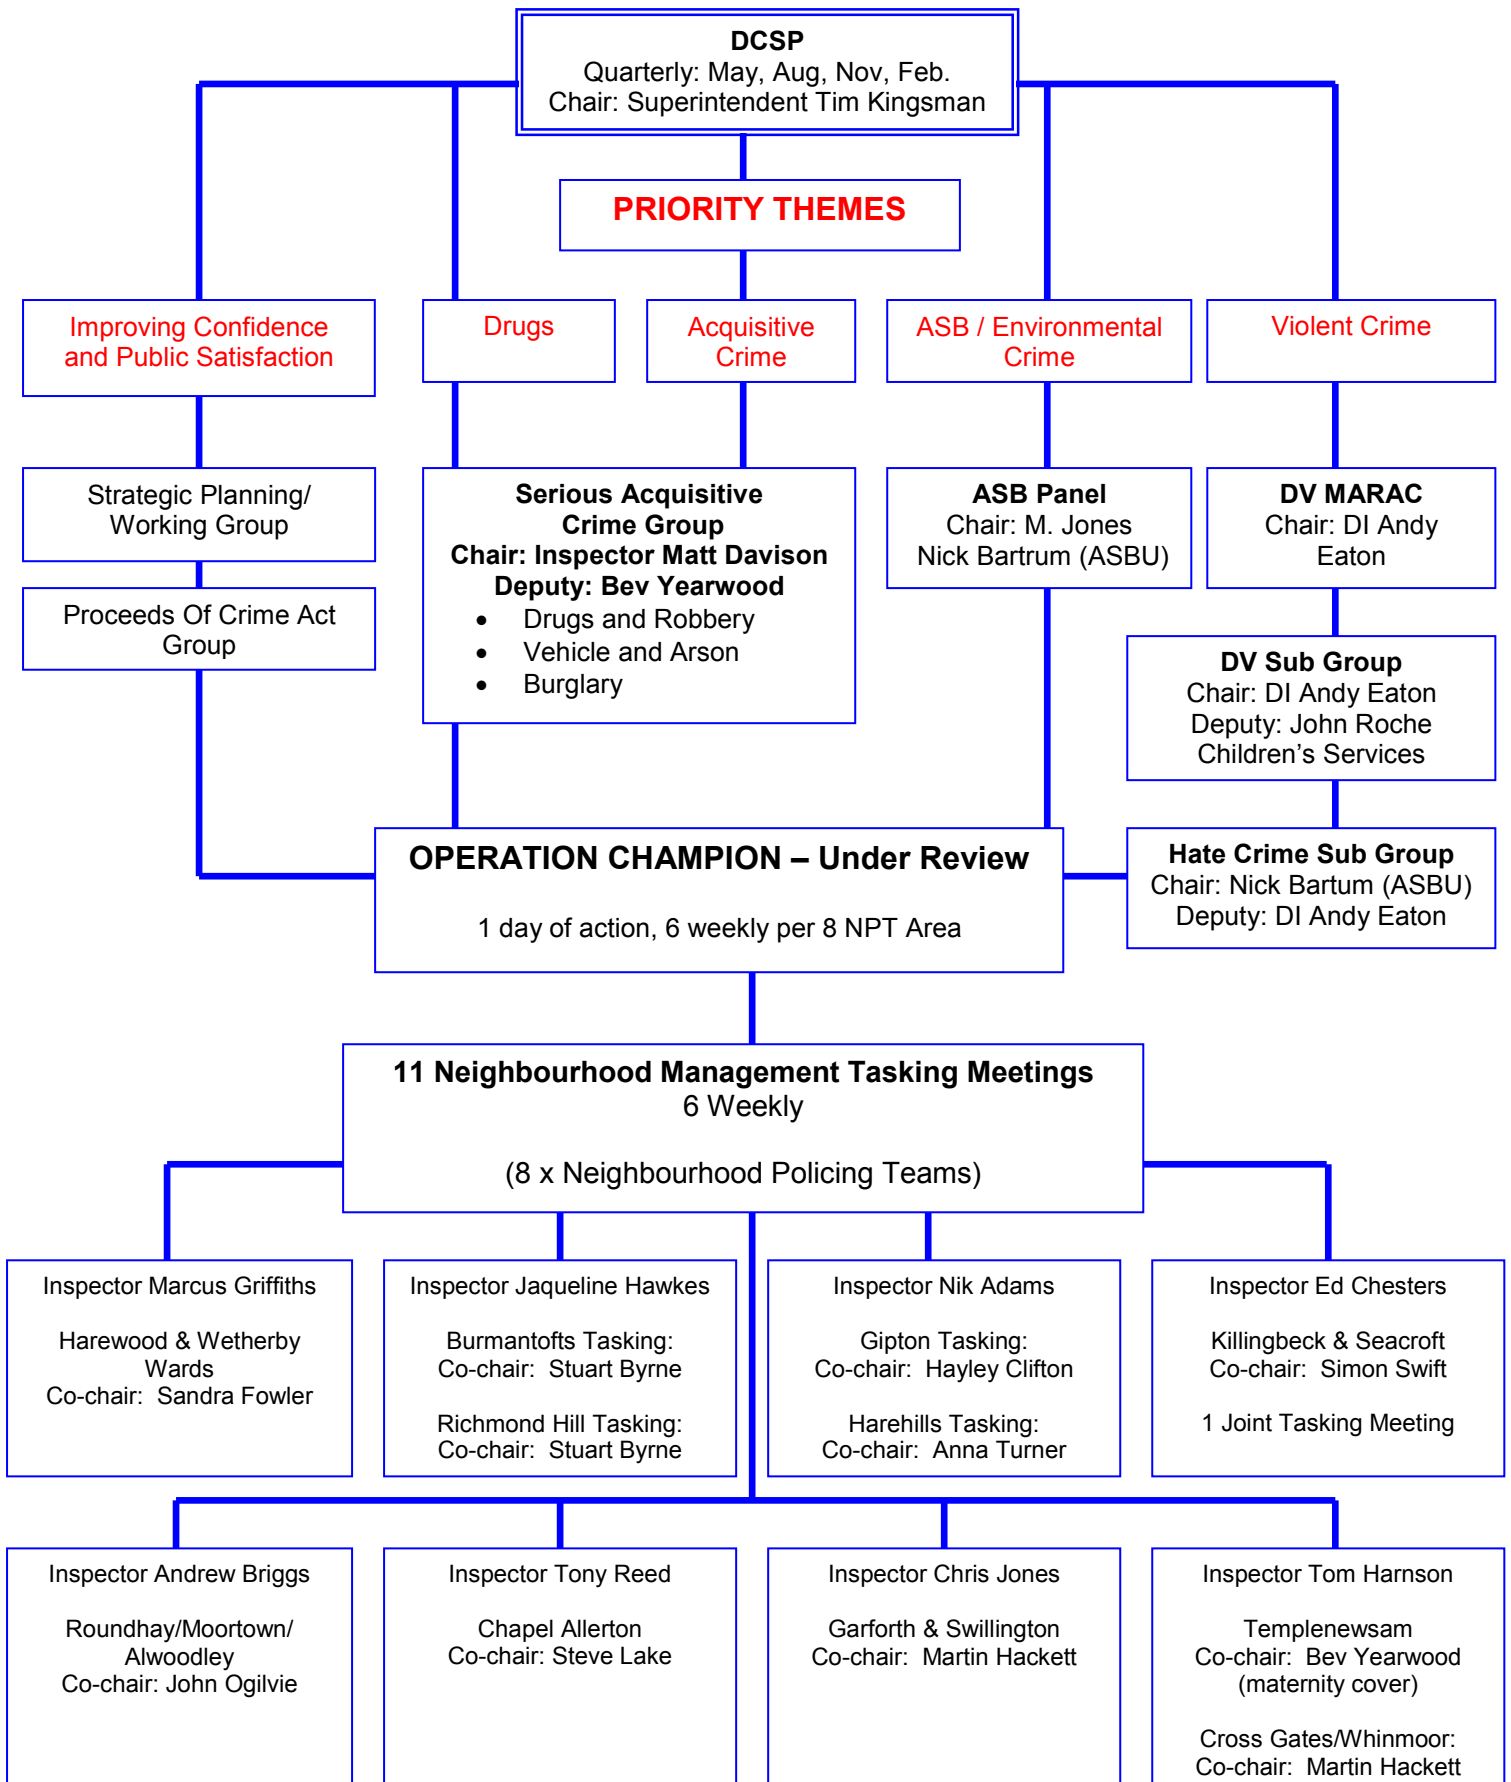 DCSP
Quarterly: May, Aug, Nov, Feb.
Chair: Superintendent Tim Kingsman
PRIORITY THEMES
Improving Confidence
and Public Satisfaction
Drugs
Acquisitive
Crime
ASB / Environmental
Crime
Violent Crime
Strategic Planning/
Working Group
Proceeds Of Crime Act
Group
Serious Acquisitive
Crime Group
Chair: Inspector Matt Davison
Deputy: Bev Yearwood
• Drugs and Robbery
• Vehicle and Arson
• Burglary
ASB Panel
Chair: M. Jones
Nick Bartrum (ASBU)
DV MARAC
Chair: DI Andy
Eaton
DV Sub Group
Chair: DI Andy Eaton
Deputy: John Roche
Children’s Services
Hate Crime Sub Group
Chair: Nick Bartum (ASBU)
Deputy: DI Andy Eaton
OPERATION CHAMPION – Under Review
1 day of action, 6 weekly per 8 NPT Area
11 Neighbourhood Management Tasking Meetings
6 Weekly
(8 x Neighbourhood Policing Teams)
Inspector Marcus Griffiths
Harewood & Wetherby
Wards
Co-chair: Sandra Fowler
Inspector Jaqueline Hawkes
Burmantofts Tasking:
Co-chair: Stuart Byrne
Richmond Hill Tasking:
Co-chair: Stuart Byrne
Inspector Nik Adams
Gipton Tasking:
Co-chair: Hayley Clifton
Harehills Tasking:
Co-chair: Anna Turner
Inspector Ed Chesters
Killingbeck & Seacroft
Co-chair: Simon Swift
1 Joint Tasking Meeting
Inspector Andrew Briggs
Roundhay/Moortown/
Alwoodley
Co-chair: John Ogilvie
Inspector Tony Reed
Chapel Allerton
Co-chair: Steve Lake
Inspector Chris Jones
Garforth & Swillington
Co-chair: Martin Hackett
Inspector Tom Harnson
Templenewsam
Co-chair: Bev Yearwood
(maternity cover)
Cross Gates/Whinmoor:
Co-chair: Martin Hackett